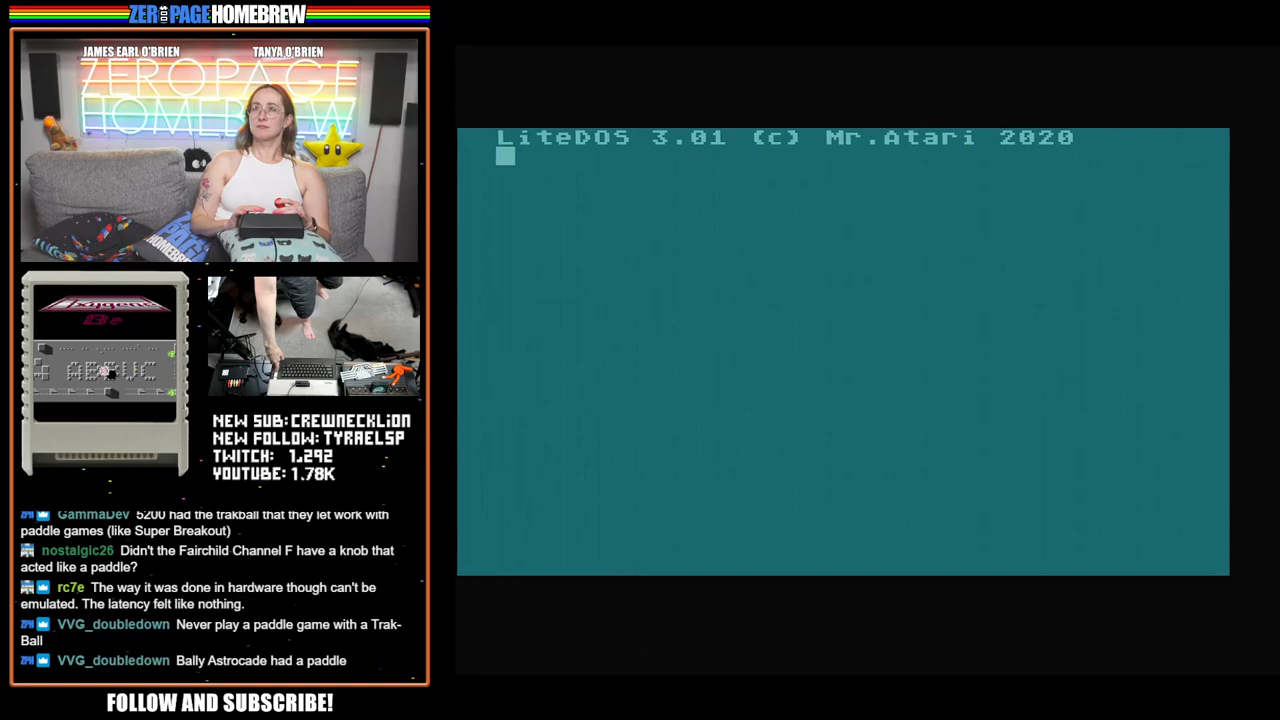 ZEROPAGE HOMEBREW
JAMES EARL O'BRIEN
TANYA O'BRIEN
ZEROPAGE
HOMEBREW
LiteDOS 3.01 (c) Mr.Atari 2020
ABBUC
NEW SUB: CREWNECKLION
NEW FOLLOW: TYRAELSP
TWITCH: 1,292
YOUTUBE: 1.78K
GammaDev 5200 had the trakball that they let work with
paddle games (like Super Breakout)
nostalgic26 Didn't the Fairchild Channel F have a knob that
acted like a paddle?
rc7e The way it was done in hardware though can't be
emulated. The latency felt like nothing.
VVG_doubledown Never play a paddle game with a Trak-
Ball
VVG_doubledown Bally Astrocade had a paddle
FOLLOW AND SUBSCRIBE!